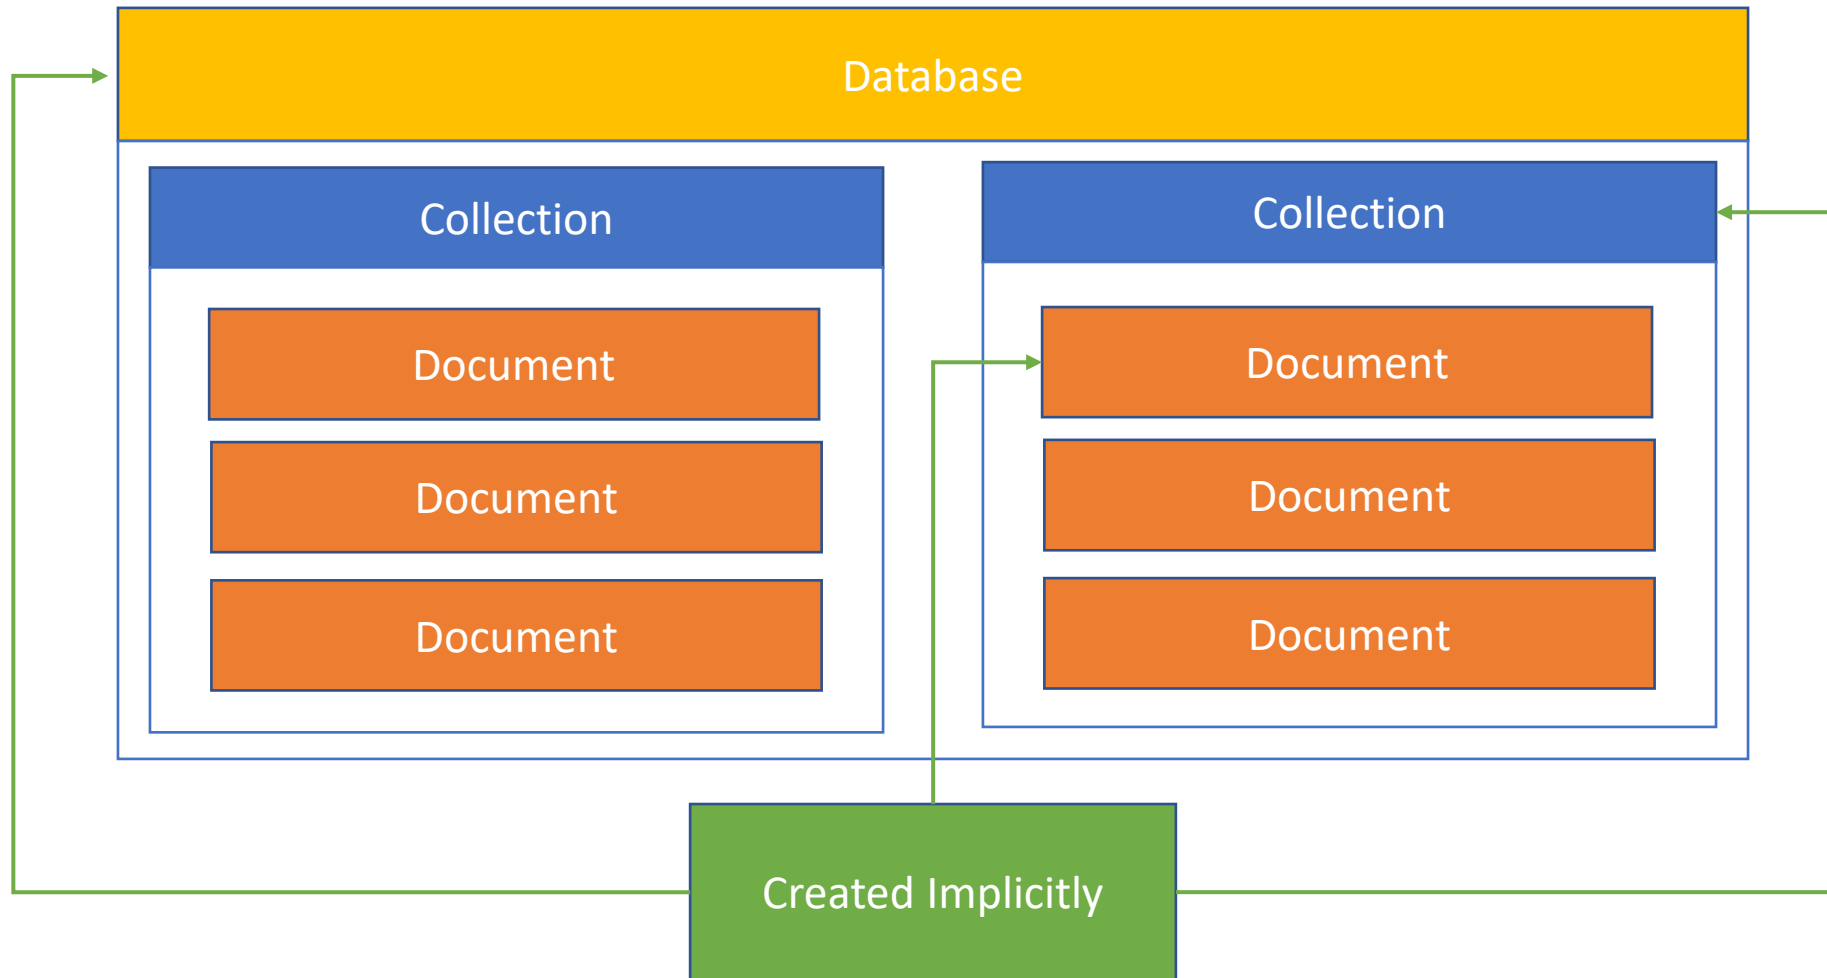 Database
Collection
Collection
Document
Document
Document
Document
Document
Document
Created Implicitly